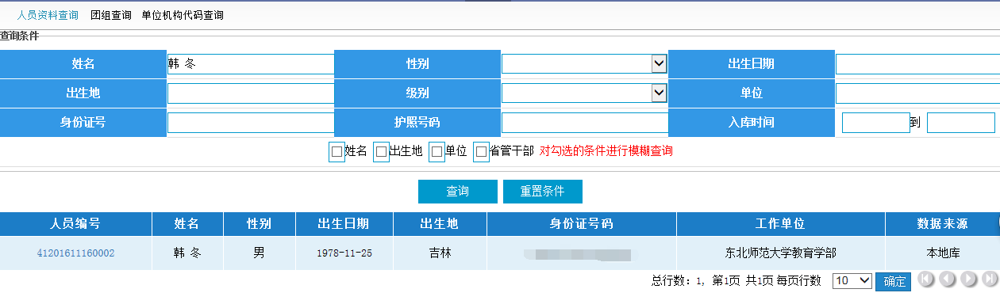 人员资料查询 团组查询 单位机构代码查询
查询条件
姓名 韩 冬 性别 出生日期
出生地 级别 单位
身份证号 护照号码 入库时间 到
姓名 出生地 单位 省管干部 对勾选的条件进行模糊查询
查询 重置条件
人员编号 姓名 性别 出生日期 出生地 身份证号码 工作单位 数据来源
41201611160002 韩 冬 男 1978-11-25 吉林 东北师范大学教育学部 本地库
总行数：1, 第1页 共1页 每页行数 10 确定